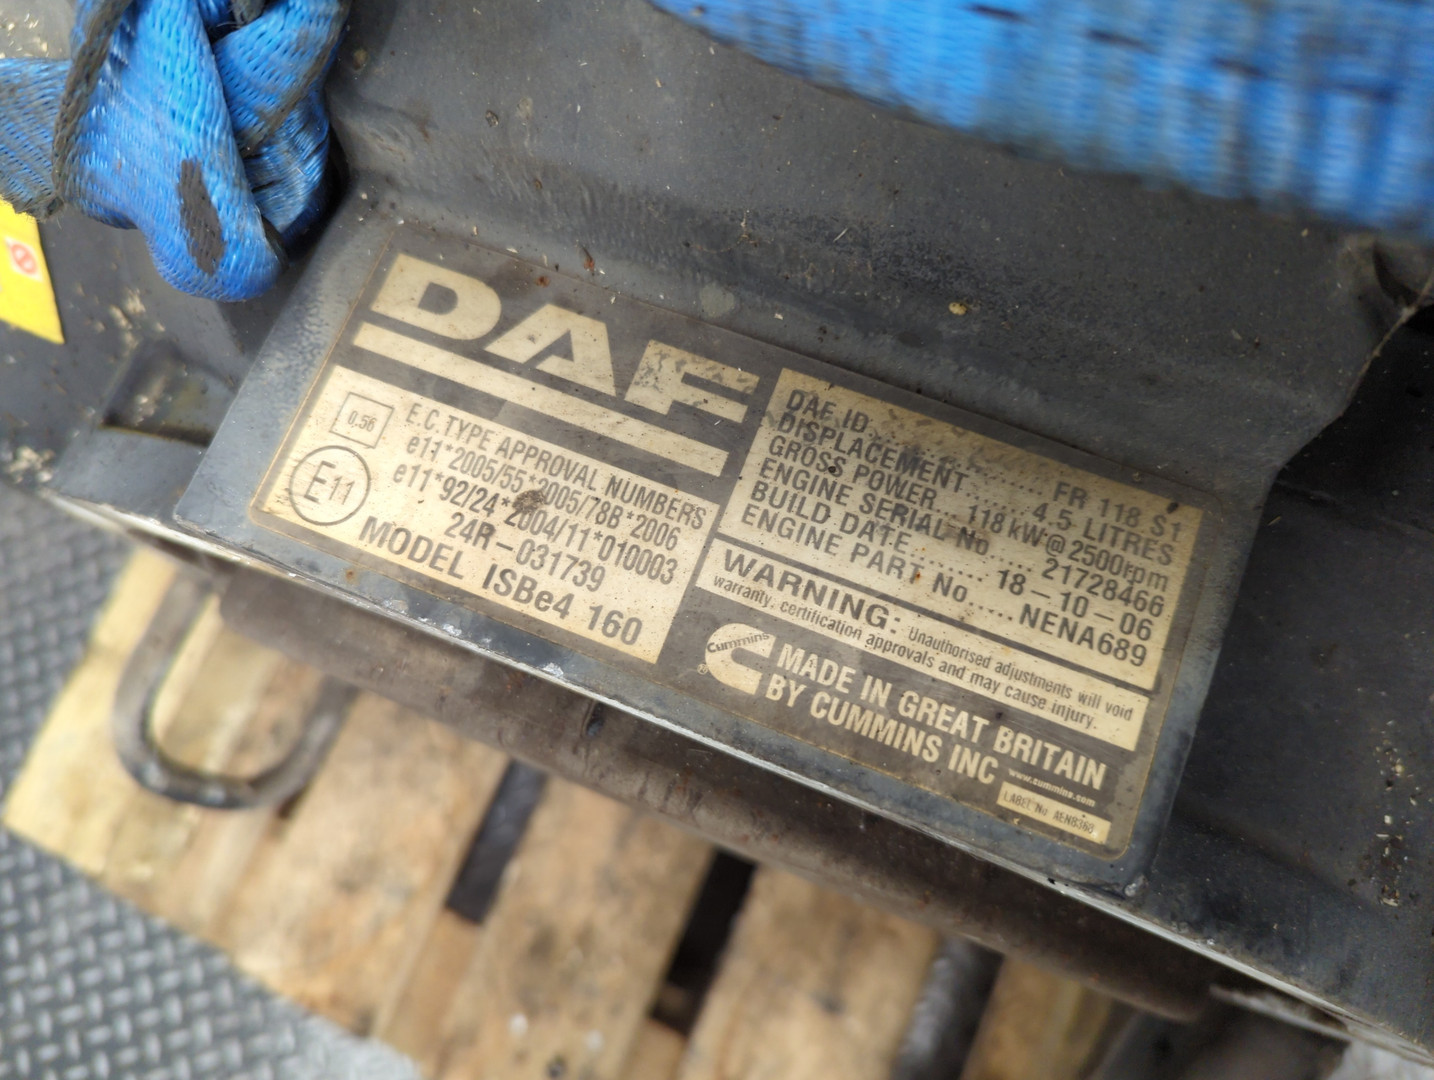 DAF
0,56
E11
E.C. TYPE APPROVAL NUMBERS
e11*2005/55*2005/78B*2006
e11*92/24*2004/11*010003
24R-031739
MODEL ISBe4 160
DAF ID........ FR 118 S1
DISPLACEMENT...... 4.5 LITRES
GROSS POWER... 118 kW@2500rpm
ENGINE SERIAL No... 21728466
BUILD DATE......... 18-10-06
ENGINE PART No.... NENA689
WARNING: Unauthorised adjustments will void
warranty, certification approvals and may cause injury.
Cummins
®
MADE IN GREAT BRITAIN
BY CUMMINS INC
www.cummins.com
LABEL No AENB368